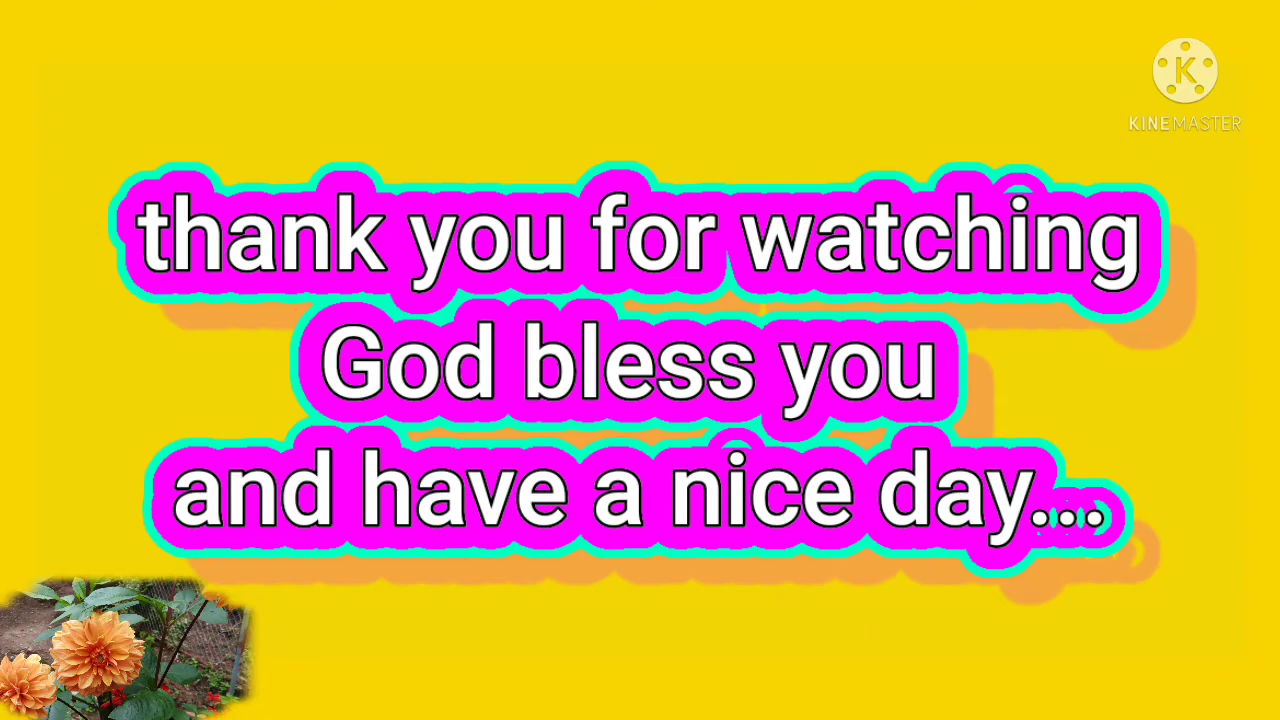 K
KINEMASTER
thank you for watching
God bless you
and have a nice day...